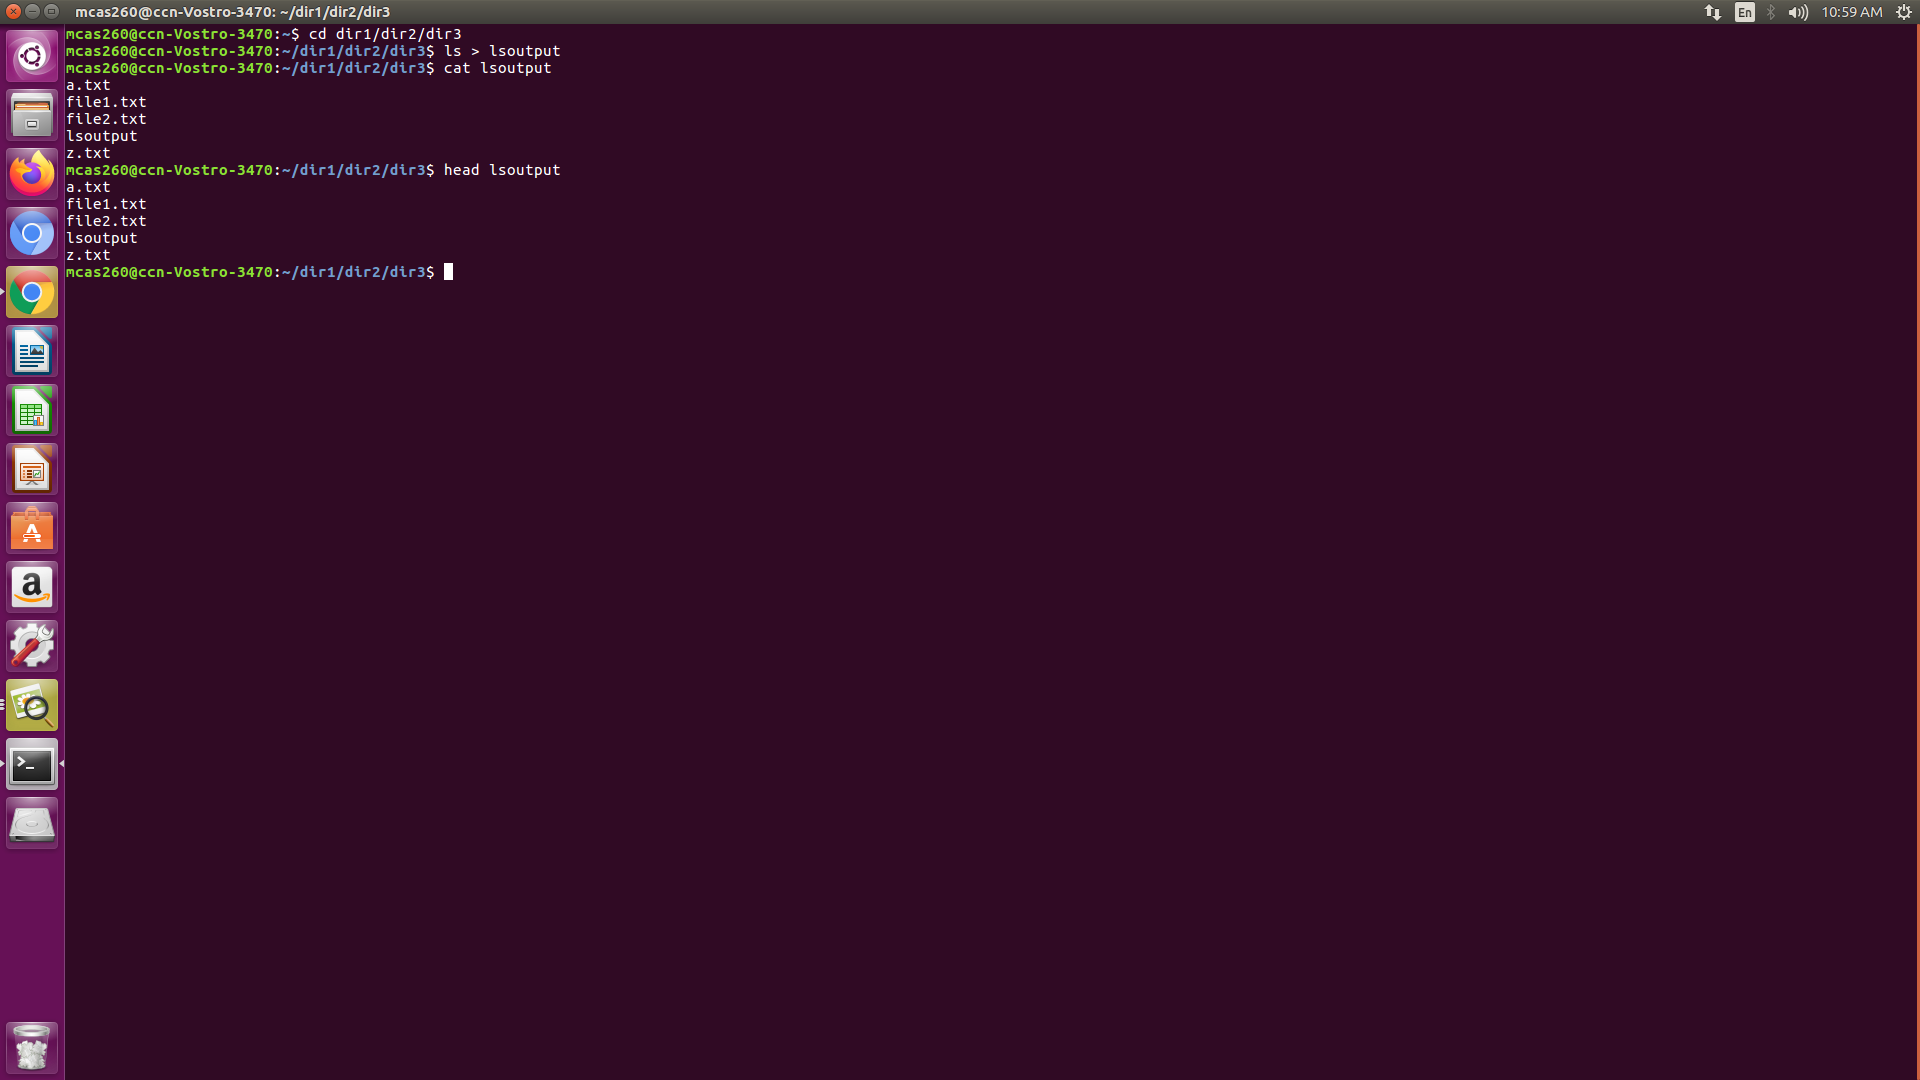 mcas260@ccn-Vostro-3470: ~/dir1/dir2/dir3
En
10:59 AM
mcas260@ccn-Vostro-3470:~$ cd dir1/dir2/dir3
mcas260@ccn-Vostro-3470:~/dir1/dir2/dir3$ ls > lsoutput
mcas260@ccn-Vostro-3470:~/dir1/dir2/dir3$ cat lsoutput
a.txt
file1.txt
file2.txt
lsoutput
z.txt
mcas260@ccn-Vostro-3470:~/dir1/dir2/dir3$ head lsoutput
a.txt
file1.txt
file2.txt
lsoutput
z.txt
mcas260@ccn-Vostro-3470:~/dir1/dir2/dir3$